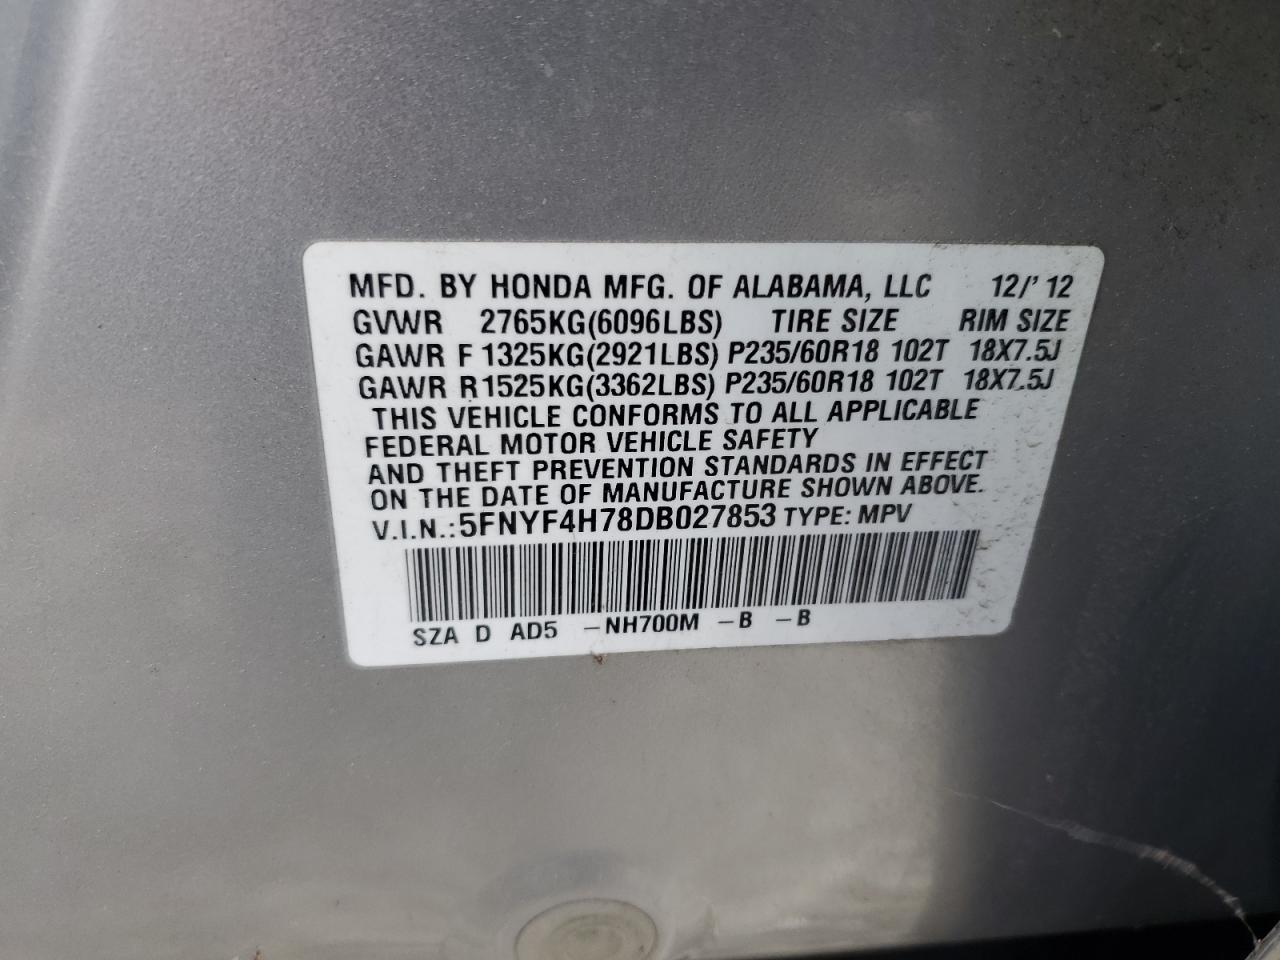 MFD. BY HONDA MFG. OF ALABAMA, LLC 12/'12
GVWR 2765KG(6096LBS) TIRE SIZE RIM SIZE
GAWR F 1325KG(2921LBS) P235/60R18 102T 18X7.5J
GAWR R 1525KG(3362LBS) P235/60R18 102T 18X7.5J
THIS VEHICLE CONFORMS TO ALL APPLICABLE
FEDERAL MOTOR VEHICLE SAFETY
AND THEFT PREVENTION STANDARDS IN EFFECT
ON THE DATE OF MANUFACTURE SHOWN ABOVE.
V.I.N.: 5FNYF4H78DB027853 TYPE: MPV
SZA D AD5 -NH700M -B -B